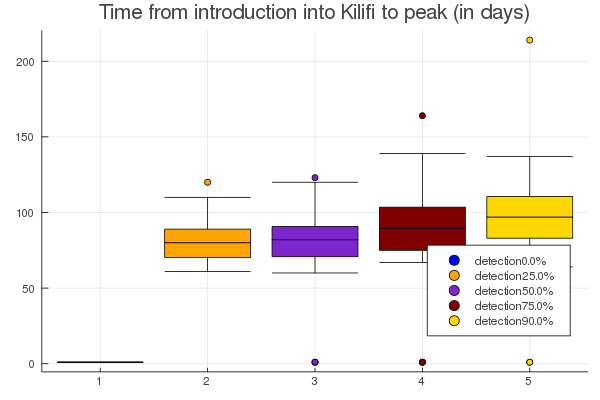 Time from introduction into Kilifi to peak (in days)
200
150
100
50
0
detection0.0%
detection25.0%
detection50.0%
detection75.0%
detection90.0%
1 2 3 4 5